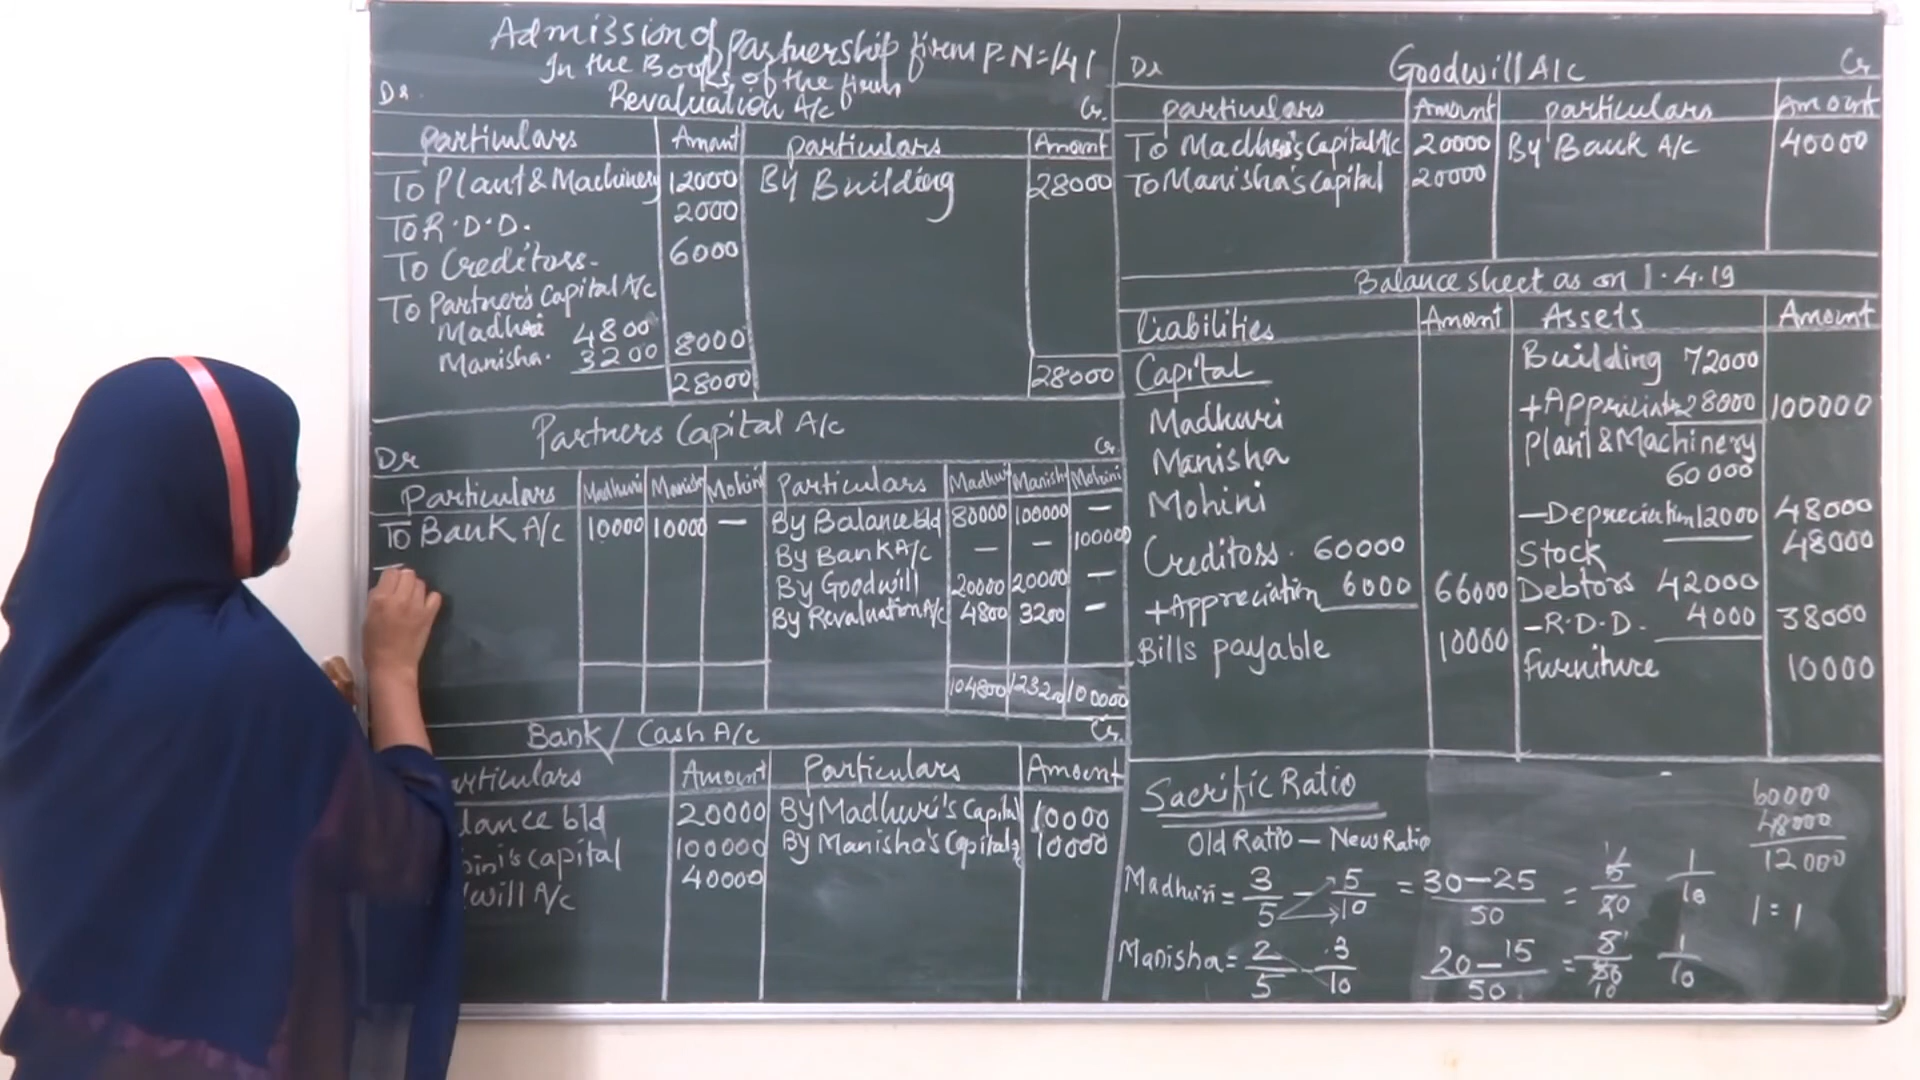 Admission of partnership firm P-N=141
In the Books of the firm
Dr. Revaluation A/c Cr.
particulars Amount particulars Amount
To Plant & Machinery 12000 By Building 28000
To R.D.D. 2000
To Creditors. 6000
To Partner's Capital A/c
Madhuri 4800
Manisha. 3200 8000
28000 28000
Partners Capital A/c
Dr Cr.
Particulars Madhuri Manisha Mohini Particulars Madhuri Manisha Mohini
To Bank A/c 10000 10000 — By Balance b/d 80000 100000 —
By Bank A/c — — 100000
By Goodwill 20000 20000 —
By Revaluation A/c 4800 3200 —
104800 123200 100000
Bank / Cash A/c Cr.
articulars Amount Particulars Amount
lance b/d 20000 By Madhuri's Capital 10000
ini's capital 100000 By Manisha's Capital 10000
will A/c 40000
Dr Goodwill A/c Cr
particulars Amount particulars Amount
To Madhuri's Capital A/c 20000 By Bank A/c 40000
To Manisha's Capital 20000
Balance sheet as on 1.4.19
Liabilities Amount Assets Amount
Capital Building 72000
Madhuri +Appriciation 28000 100000
Manisha Plant & Machinery
60000
Mohini —Depreciation 12000 48000
Creditors. 60000 Stock 48000
+Appreciation 6000 66000 Debtors 42000
Bills payable 10000 —R.D.D. 4000 38000
Furniture 10000
Sacrific Ratio
Old Ratio — New Ratio
Madhuri = 3/5 — 5/10 = 30—25/50 = 5/50 1/10
Manisha = 2/5 - 3/10 20—15/50 = 1/10
1 = 1
60000
48000
12000